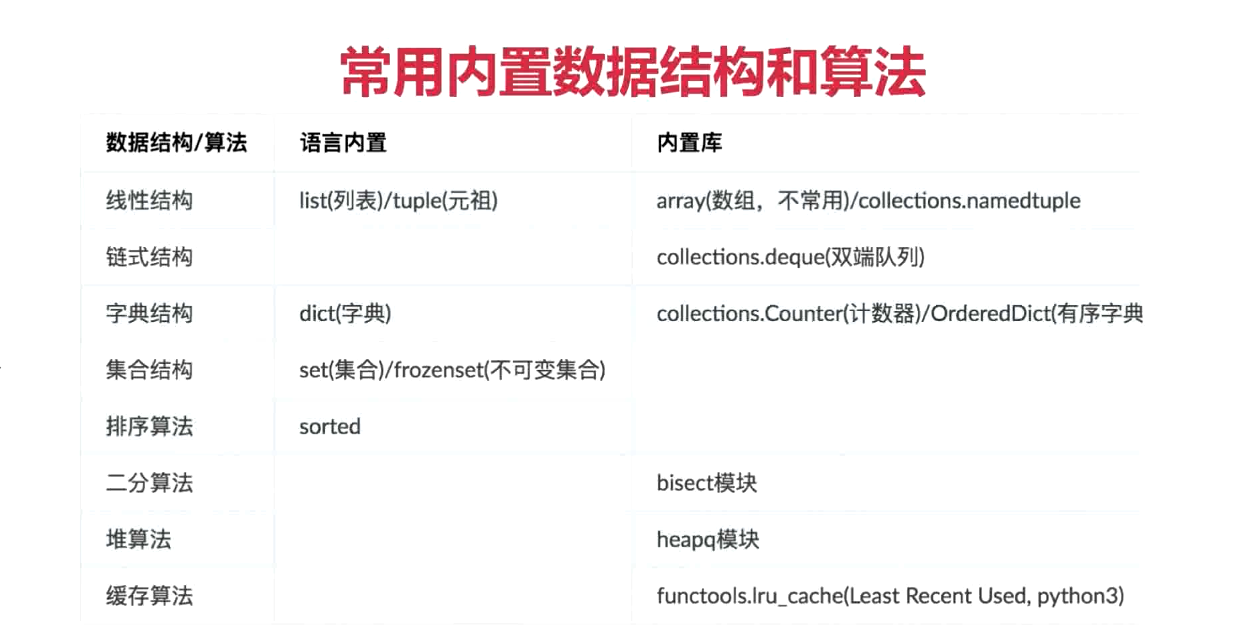 常用内置数据结构和算法
数据结构/算法 语言内置 内置库
线性结构 list(列表)/tuple(元祖) array(数组，不常用)/collections.namedtuple
链式结构 collections.deque(双端队列)
字典结构 dict(字典) collections.Counter(计数器)/OrderedDict(有序字典
集合结构 set(集合)/frozenset(不可变集合)
排序算法 sorted
二分算法 bisect模块
堆算法 heapq模块
缓存算法 functools.lru_cache(Least Recent Used, python3)